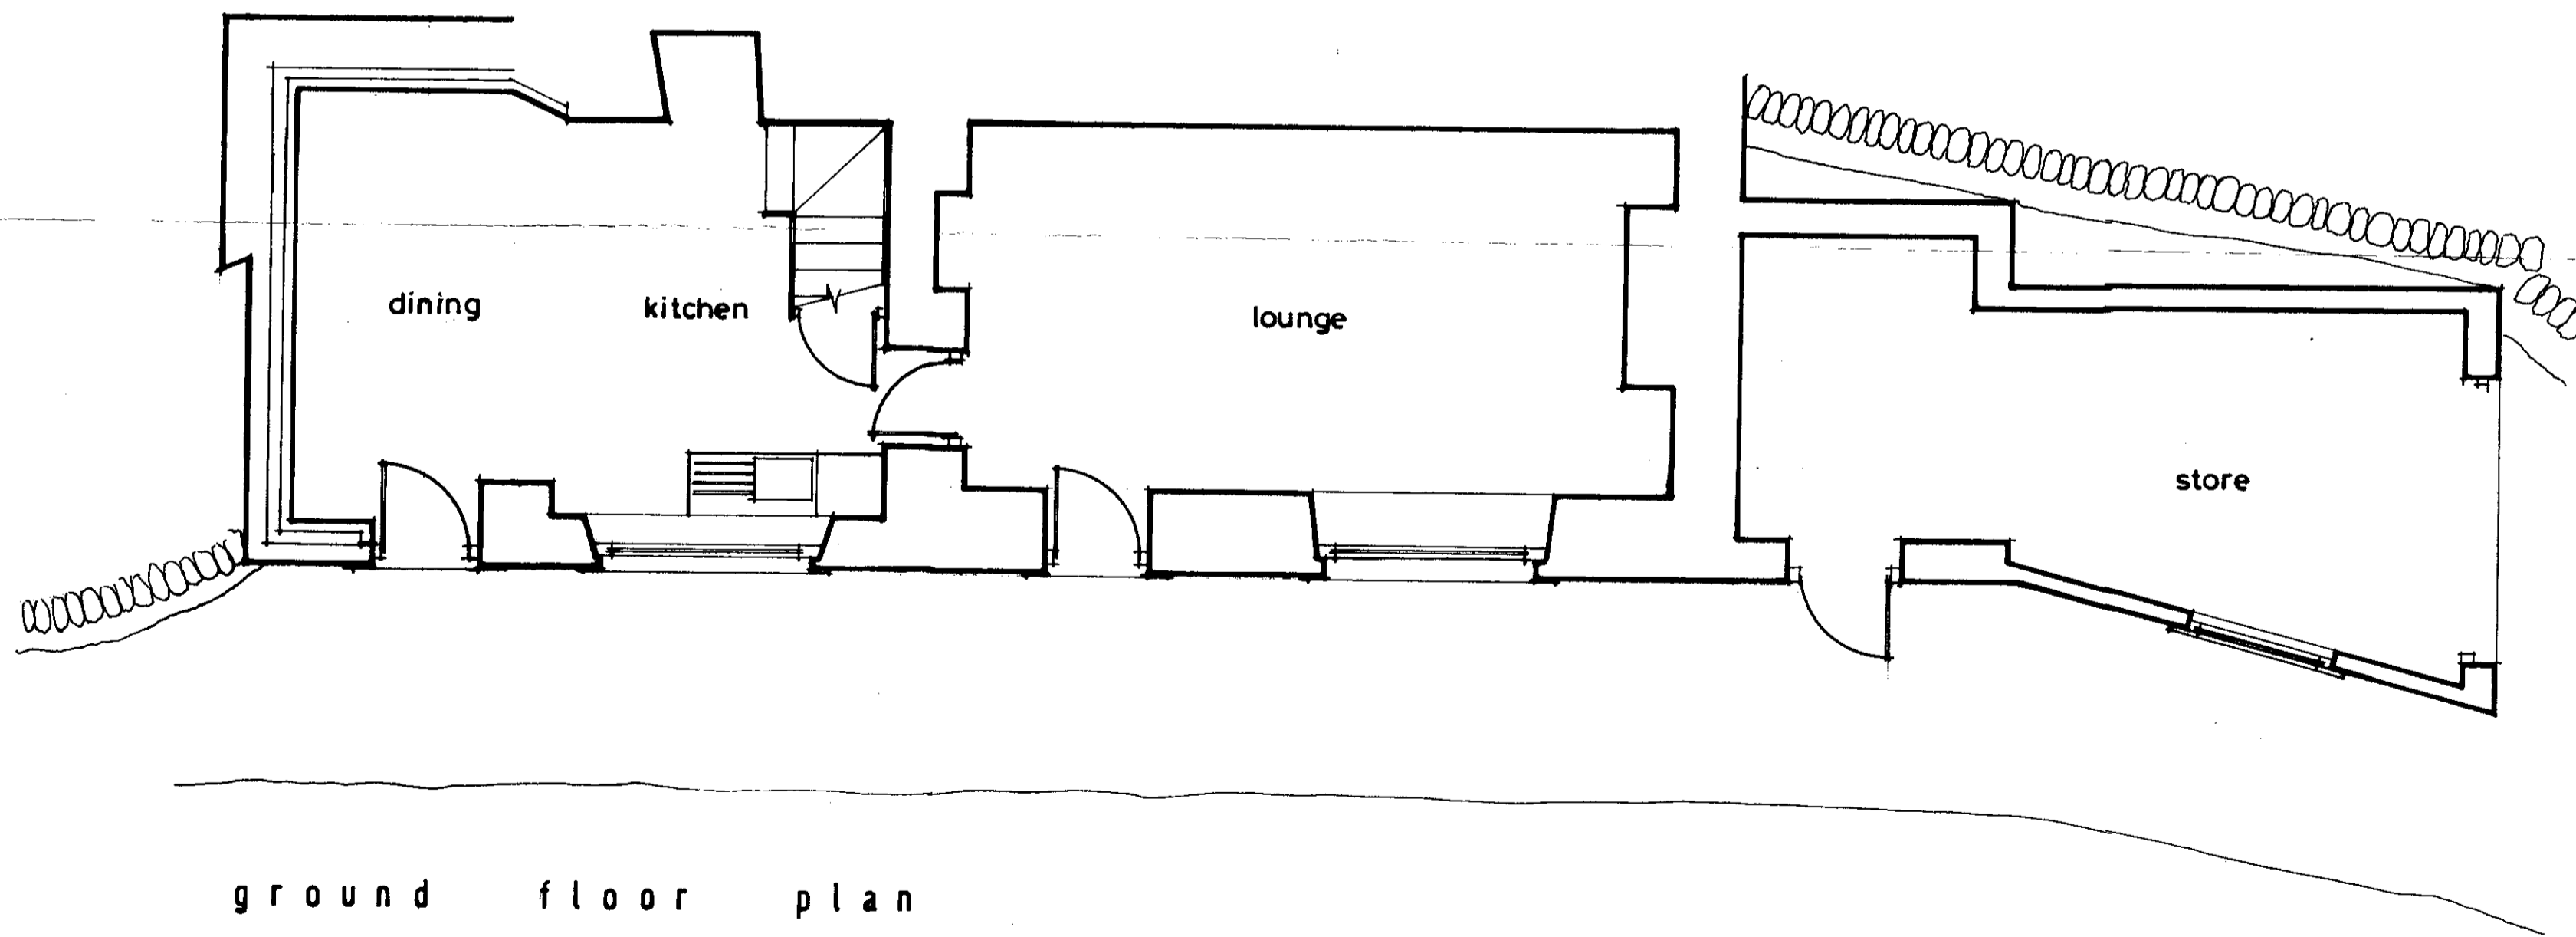 dining
kitchen
lounge
store
ground floor plan